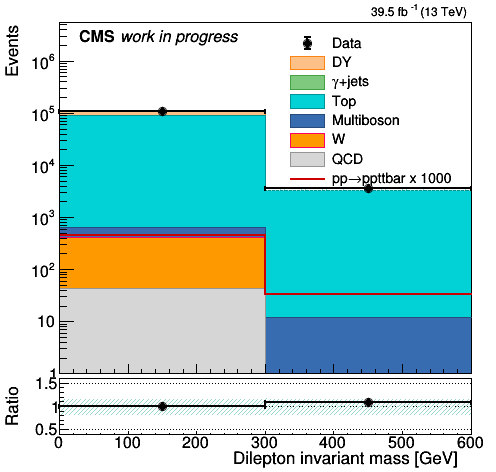 39.5 fb⁻¹ (13 TeV)
CMS work in progress
Events
Data
DY
γ+jets
Top
Multiboson
W
QCD
pp→ppttbar x 1000
10⁶
10⁵
10⁴
10³
10²
10
1
Ratio
1.5
1
0.5
0 100 200 300 400 500 600
Dilepton invariant mass [GeV]